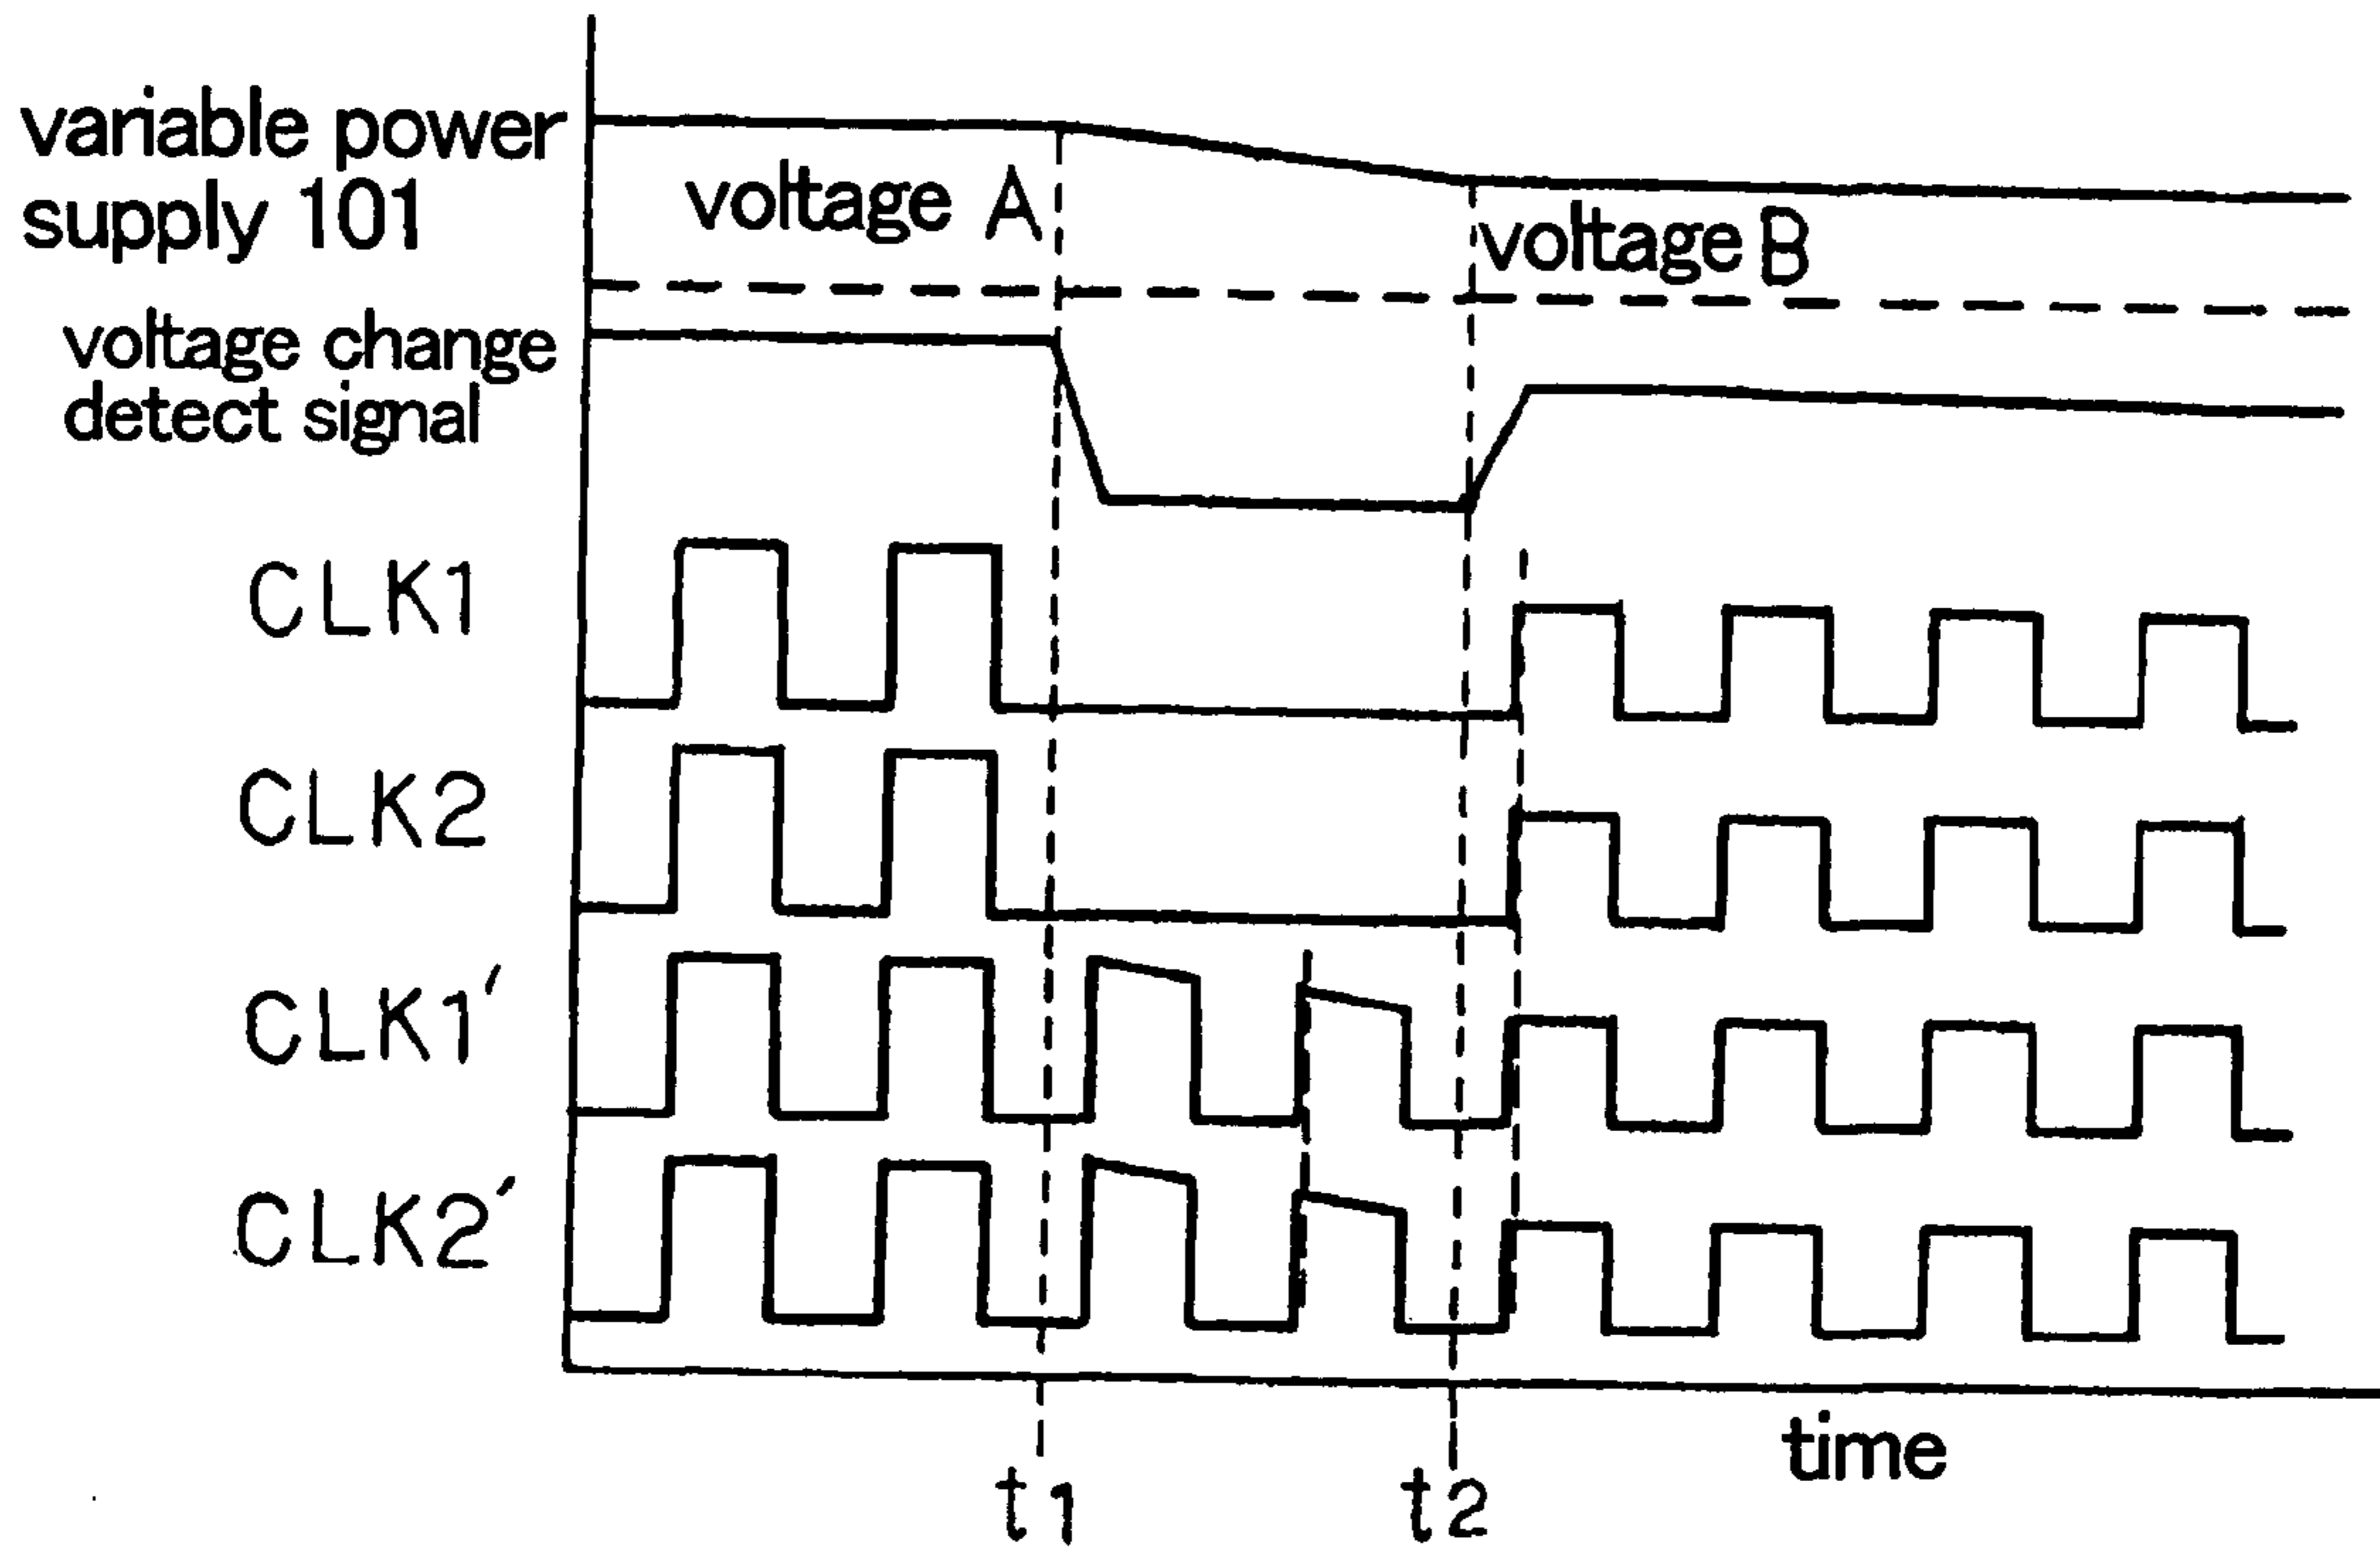 variable power
supply 101
voltage A
voltage B
voltage change
detect signal
CLK1
CLK2
CLK1′
CLK2′
time
t1
t2